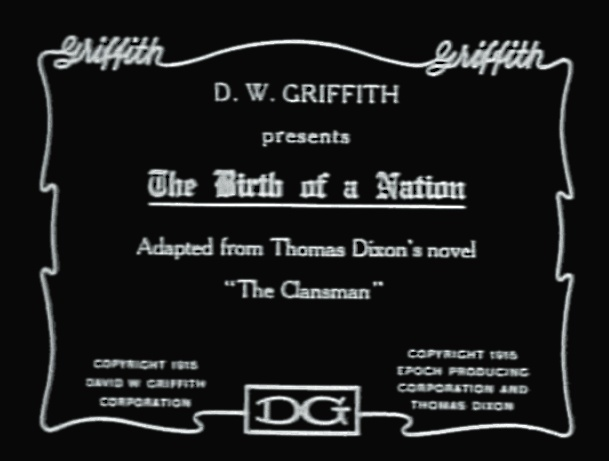 Griffith Griffith
D. W. GRIFFITH
presents
The Birth of a Nation
Adapted from Thomas Dixon's novel
"The Clansman"
COPYRIGHT 1915
DAVID W GRIFFITH
CORPORATION
COPYRIGHT 1915
EPOCH PRODUCING
CORPORATION AND
THOMAS DIXON
DG